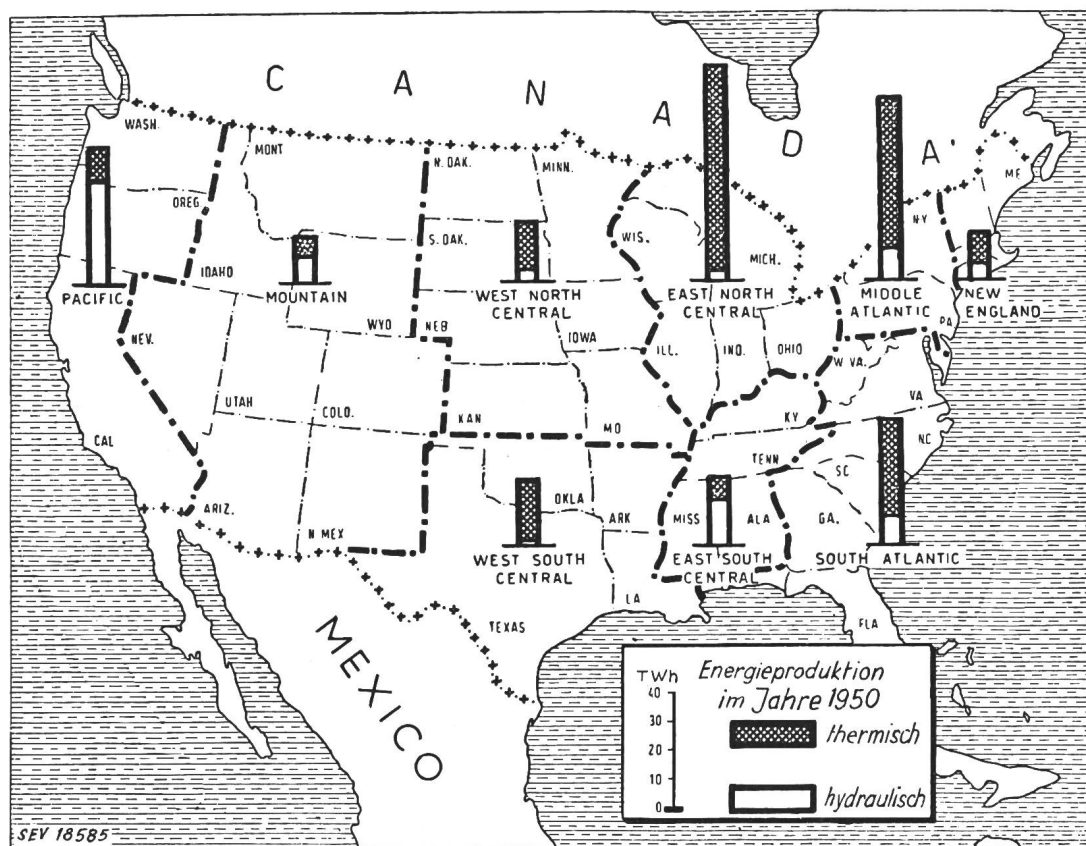 CANADA
WASH.
MONT
N. DAK.
MINN.
ME
N·Y
OREG
S. DAK.
WIS.
MICH.
IDAHO
PACIFIC
MOUNTAIN
WEST NORTH
CENTRAL
EAST NORTH
CENTRAL
MIDDLE
ATLANTIC
NEW
ENGLAND
NEV.
WYO
NEB
IOWA
ILL.
IND.
OHIO
PA
W VA.
UTAH
COLO.
KAN
MO
KY
VA
CAL
TENN
NC
SC
ARIZ.
N MEX
OKLA
ARK
MISS
ALA
GA.
WEST SOUTH
CENTRAL
EAST SOUTH
CENTRAL
SOUTH ATLANTIC
LA
TEXAS
FLA
MEXICO
TWh
Energieproduktion
im Jahre 1950
40
30
20
10
0
thermisch
hydraulisch
SEV 18585